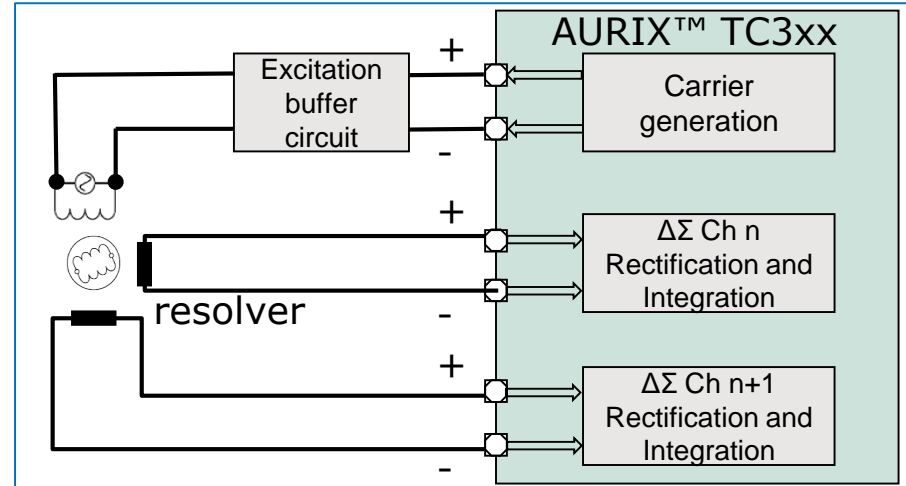 AURIX™ TC3xx
+
Excitation
buffer
circuit
-
Carrier
generation
+
ΔΣ Ch n
Rectification and
Integration
resolver
-
+
ΔΣ Ch n+1
Rectification and
Integration
-